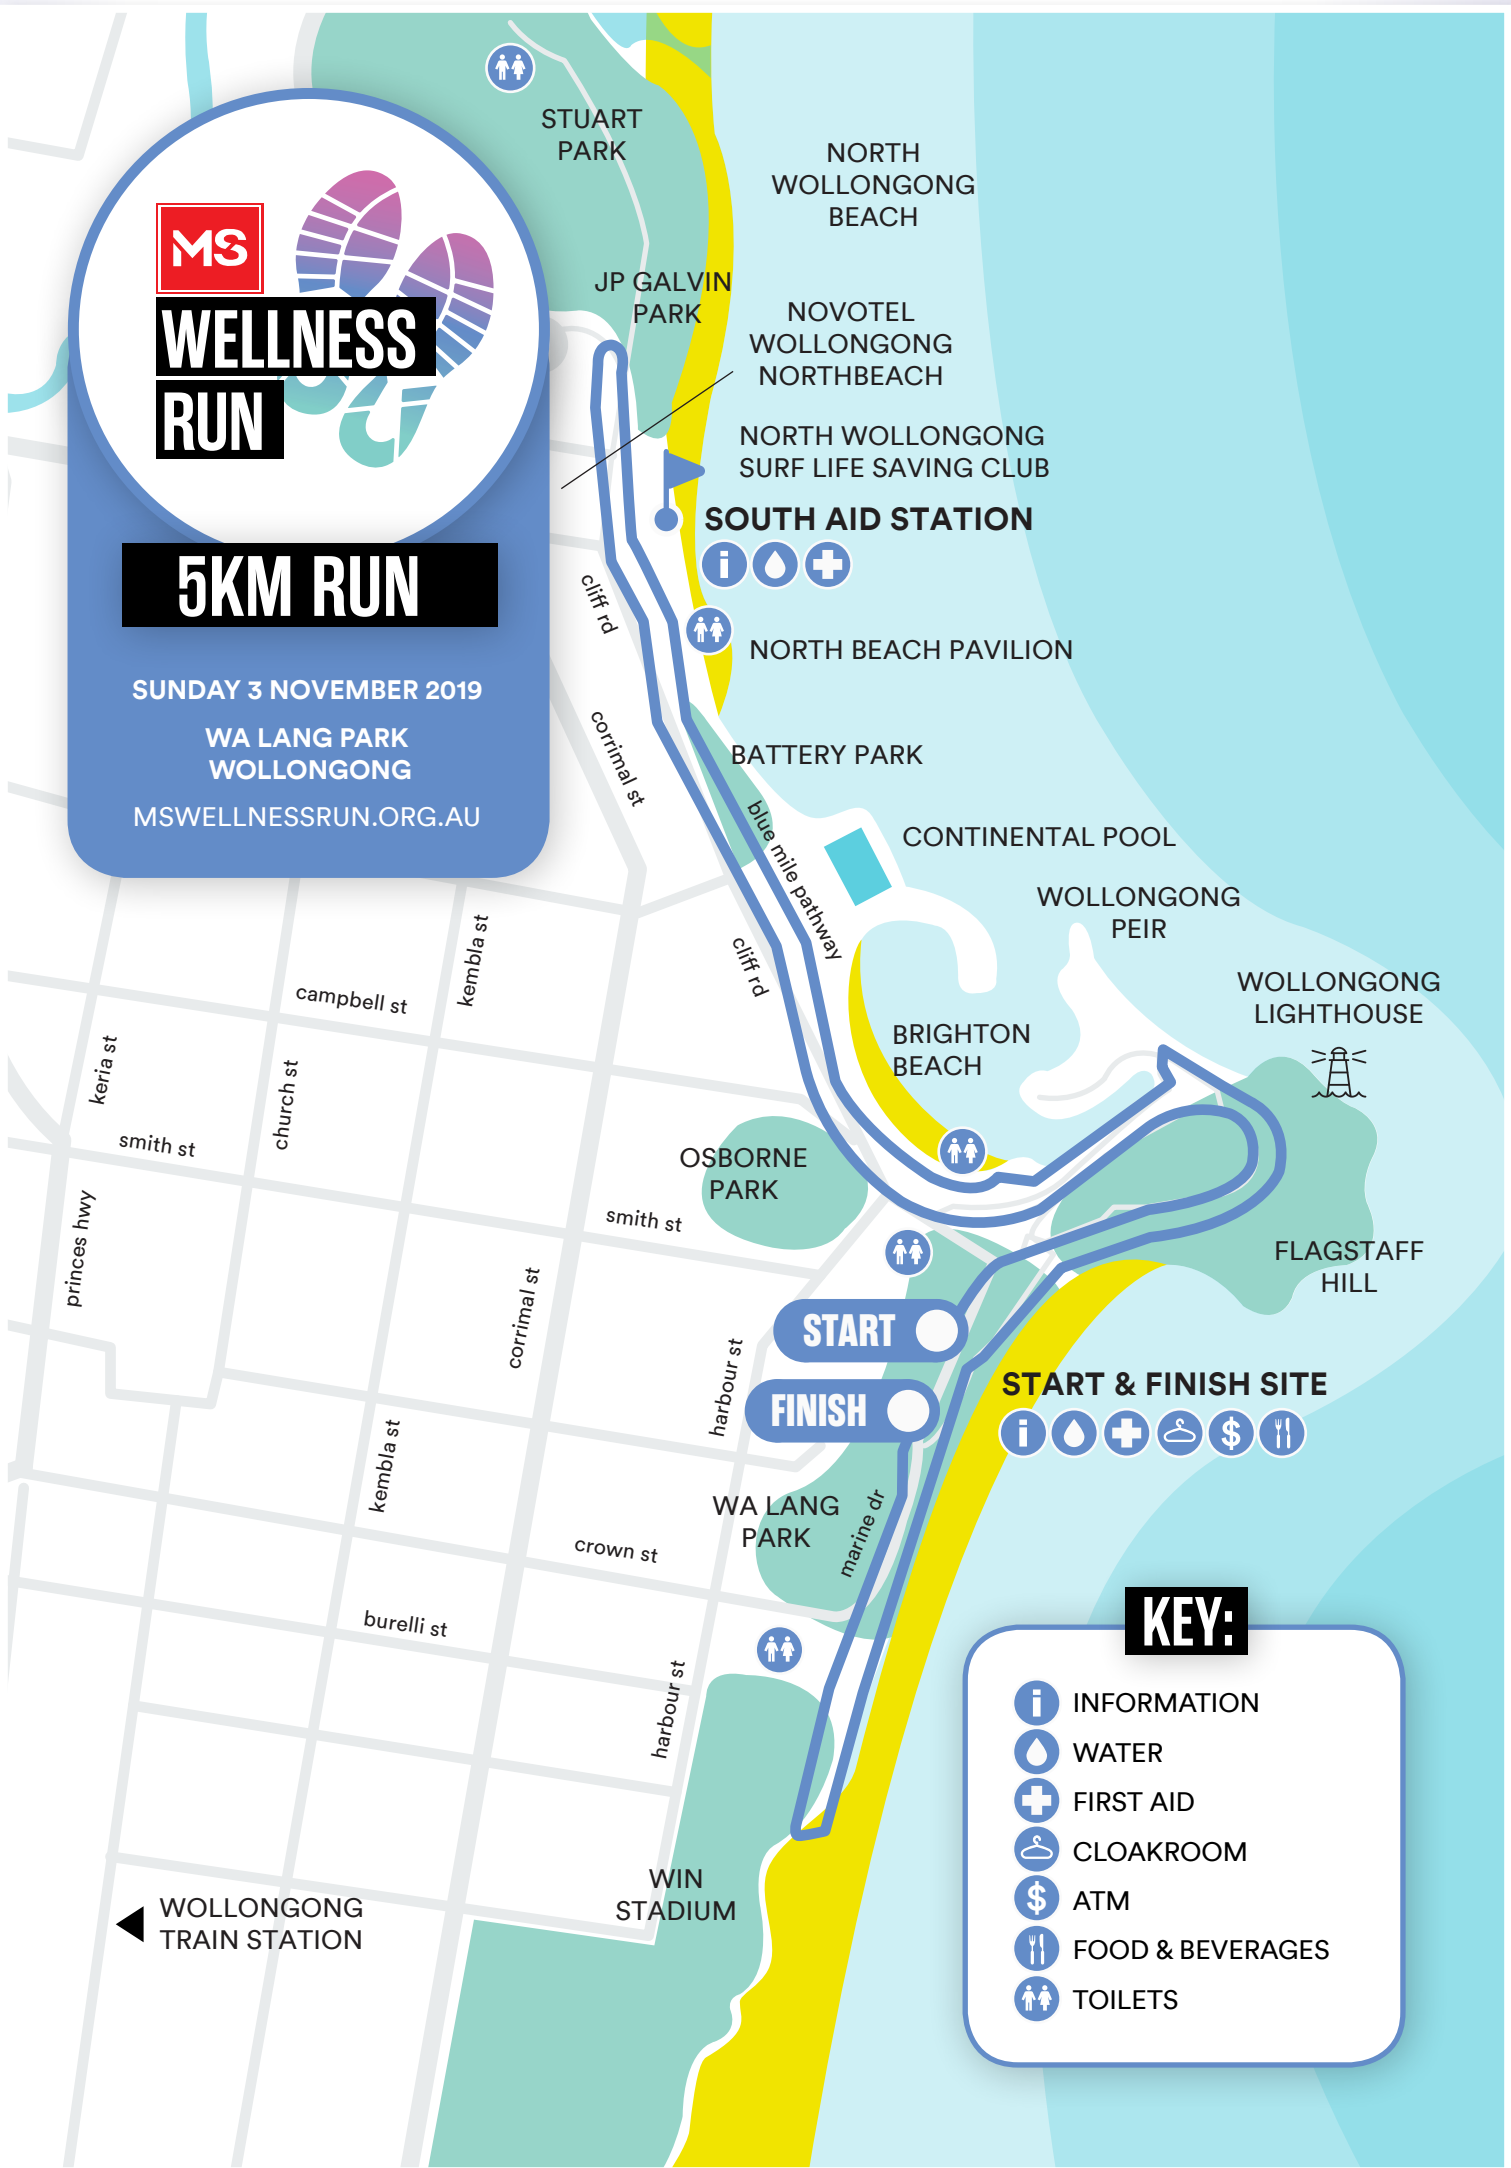 MS
WELLNESS
RUN
5KM RUN
SUNDAY 3 NOVEMBER 2019
WA LANG PARK
WOLLONGONG
MSWELLNESSRUN.ORG.AU
STUART
PARK
NORTH
WOLLONGONG
BEACH
JP GALVIN
PARK
NOVOTEL
WOLLONGONG
NORTHBEACH
NORTH WOLLONGONG
SURF LIFE SAVING CLUB
SOUTH AID STATION
i
cliff rd
NORTH BEACH PAVILION
corrimal st
BATTERY PARK
blue mile pathway
CONTINENTAL POOL
WOLLONGONG
PEIR
cliff rd
kembla st
campbell st
WOLLONGONG
LIGHTHOUSE
BRIGHTON
BEACH
keria st
church st
smith st
OSBORNE
PARK
smith st
princes hwy
corrimal st
FLAGSTAFF
HILL
START
harbour st
FINISH
START & FINISH SITE
i
$
kembla st
WA LANG
PARK
marine dr
crown st
burelli st
harbour st
WIN
STADIUM
WOLLONGONG
TRAIN STATION
KEY:
i INFORMATION
WATER
FIRST AID
CLOAKROOM
$ ATM
FOOD & BEVERAGES
TOILETS